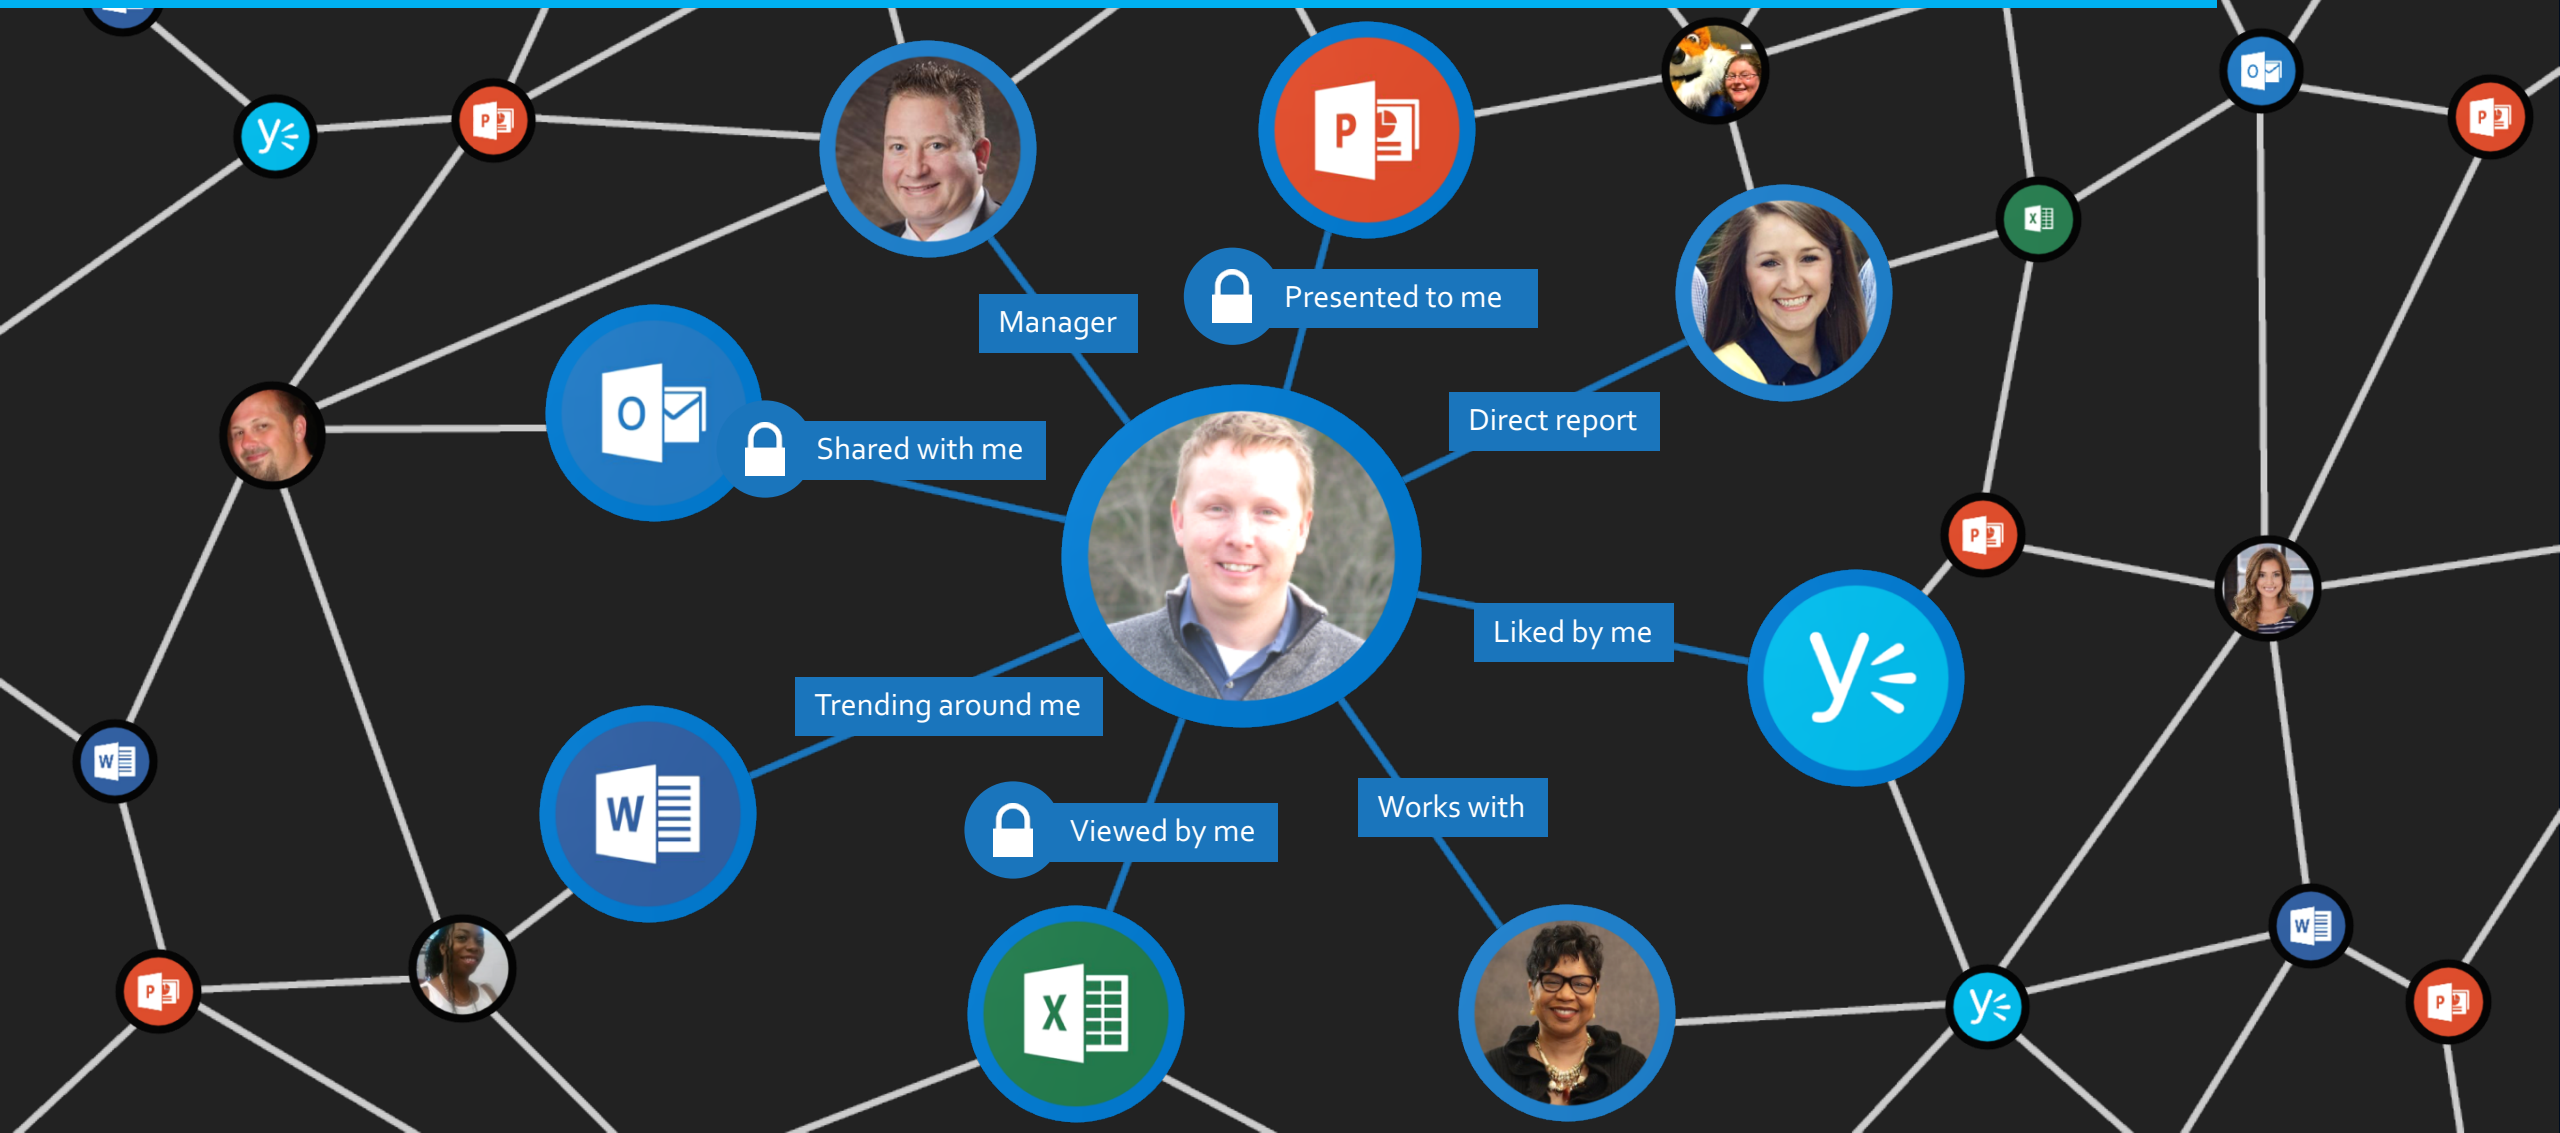 Presented to me
Manager
Direct report
Shared with me
Liked by me
Trending around me
Works with
Viewed by me
P
P
P
P
P
P
O
O
X
X
W
W
W